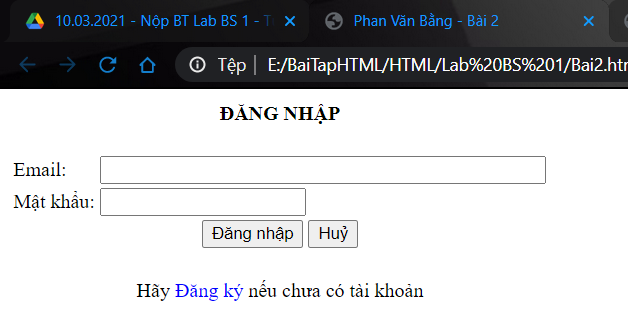 10.03.2021 - Nộp BT Lab BS 1 - T
Phan Văn Bằng - Bài 2
Tệp
E:/BaiTapHTML/HTML/Lab%20BS%201/Bai2.htm
ĐĂNG NHẬP
Email:
Mật khẩu:
Đăng nhập Huỷ
Hãy Đăng ký nếu chưa có tài khoản